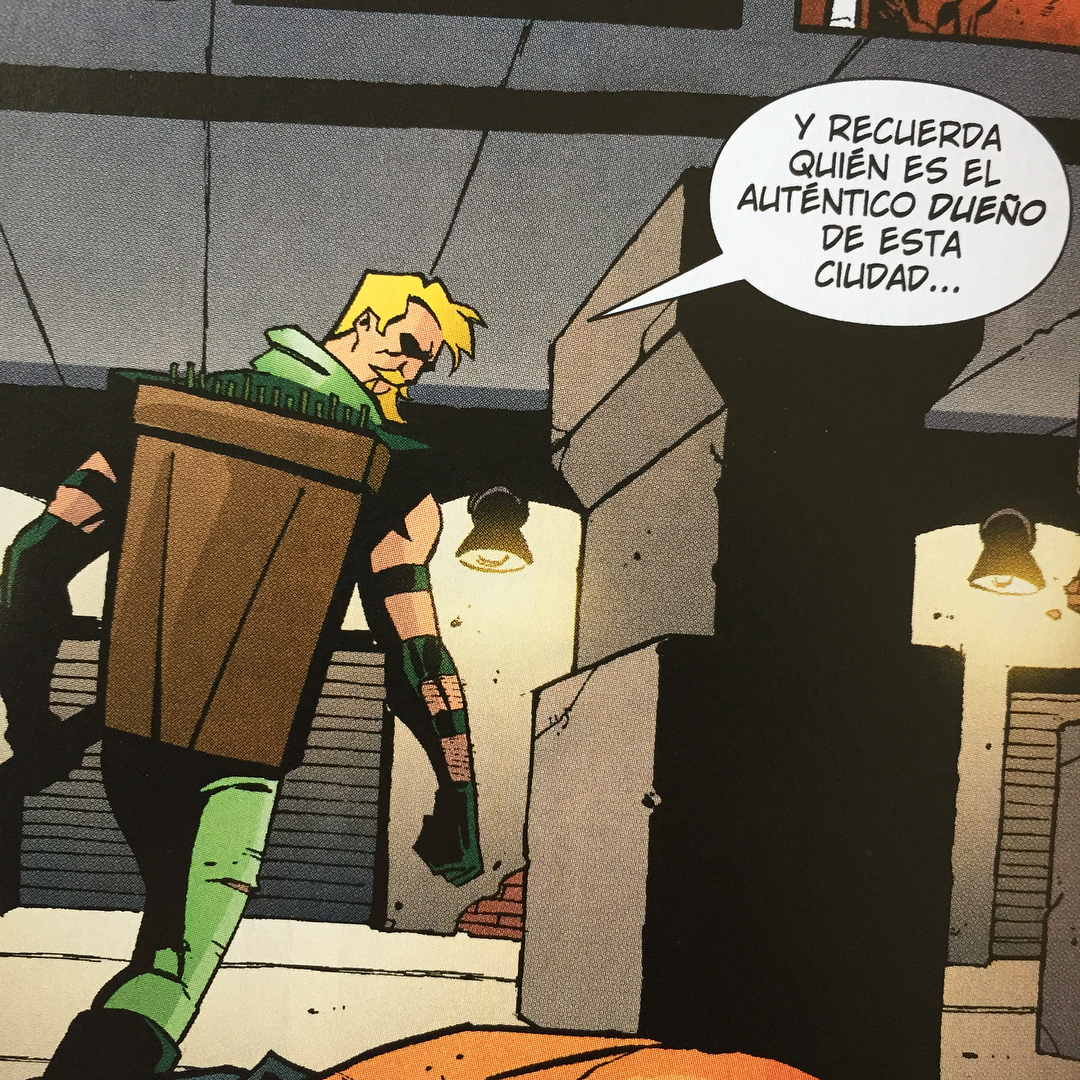 Y RECUERDA
QUIÉN ES EL
AUTÉNTICO DUEÑO
DE ESTA
CIUDAD...